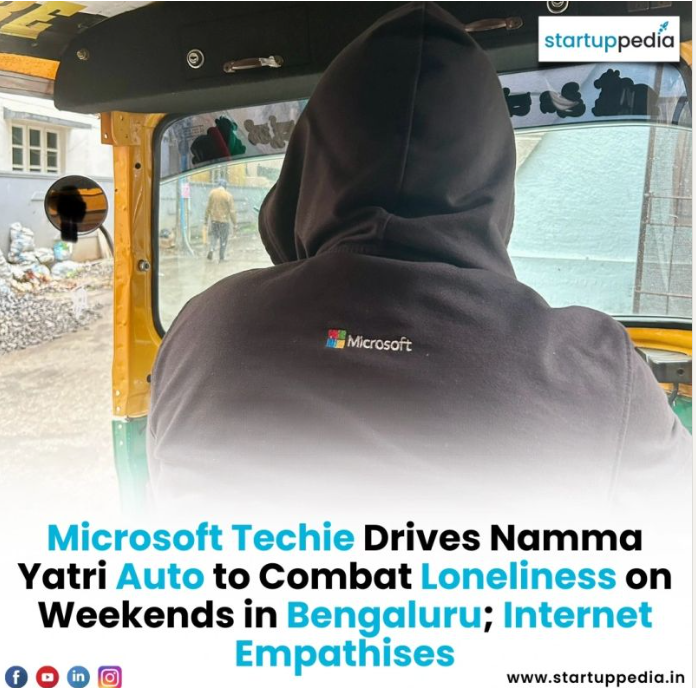 startuppedia
Microsoft
Microsoft Techie Drives Namma
Yatri Auto to Combat Loneliness on
Weekends in Bengaluru; Internet
Empathises
www.startuppedia.in